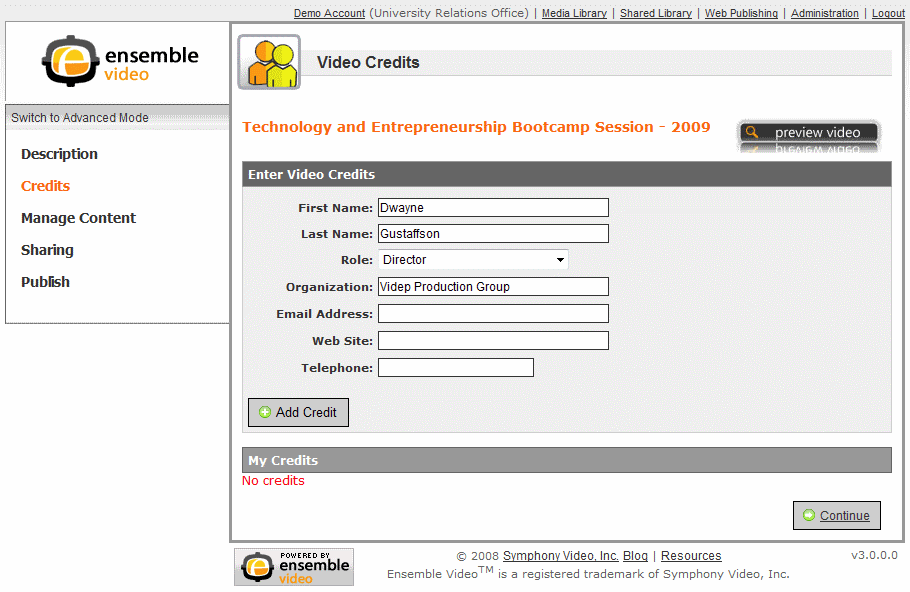 Demo Account (University Relations Office) | Media Library | Shared Library | Web Publishing | Administration | Logout
ensemble
video
Video Credits
Switch to Advanced Mode
Description
Credits
Manage Content
Sharing
Publish
Technology and Entrepreneurship Bootcamp Session - 2009
preview video
Enter Video Credits
First Name: Dwayne
Last Name: Gustaffson
Role: Director
Organization: Videp Production Group
Email Address:
Web Site:
Telephone:
Add Credit
My Credits
No credits
Continue
POWERED BY
ensemble
video
© 2008 Symphony Video, Inc. Blog | Resources
v3.0.0.0
Ensemble Video™ is a registered trademark of Symphony Video, Inc.